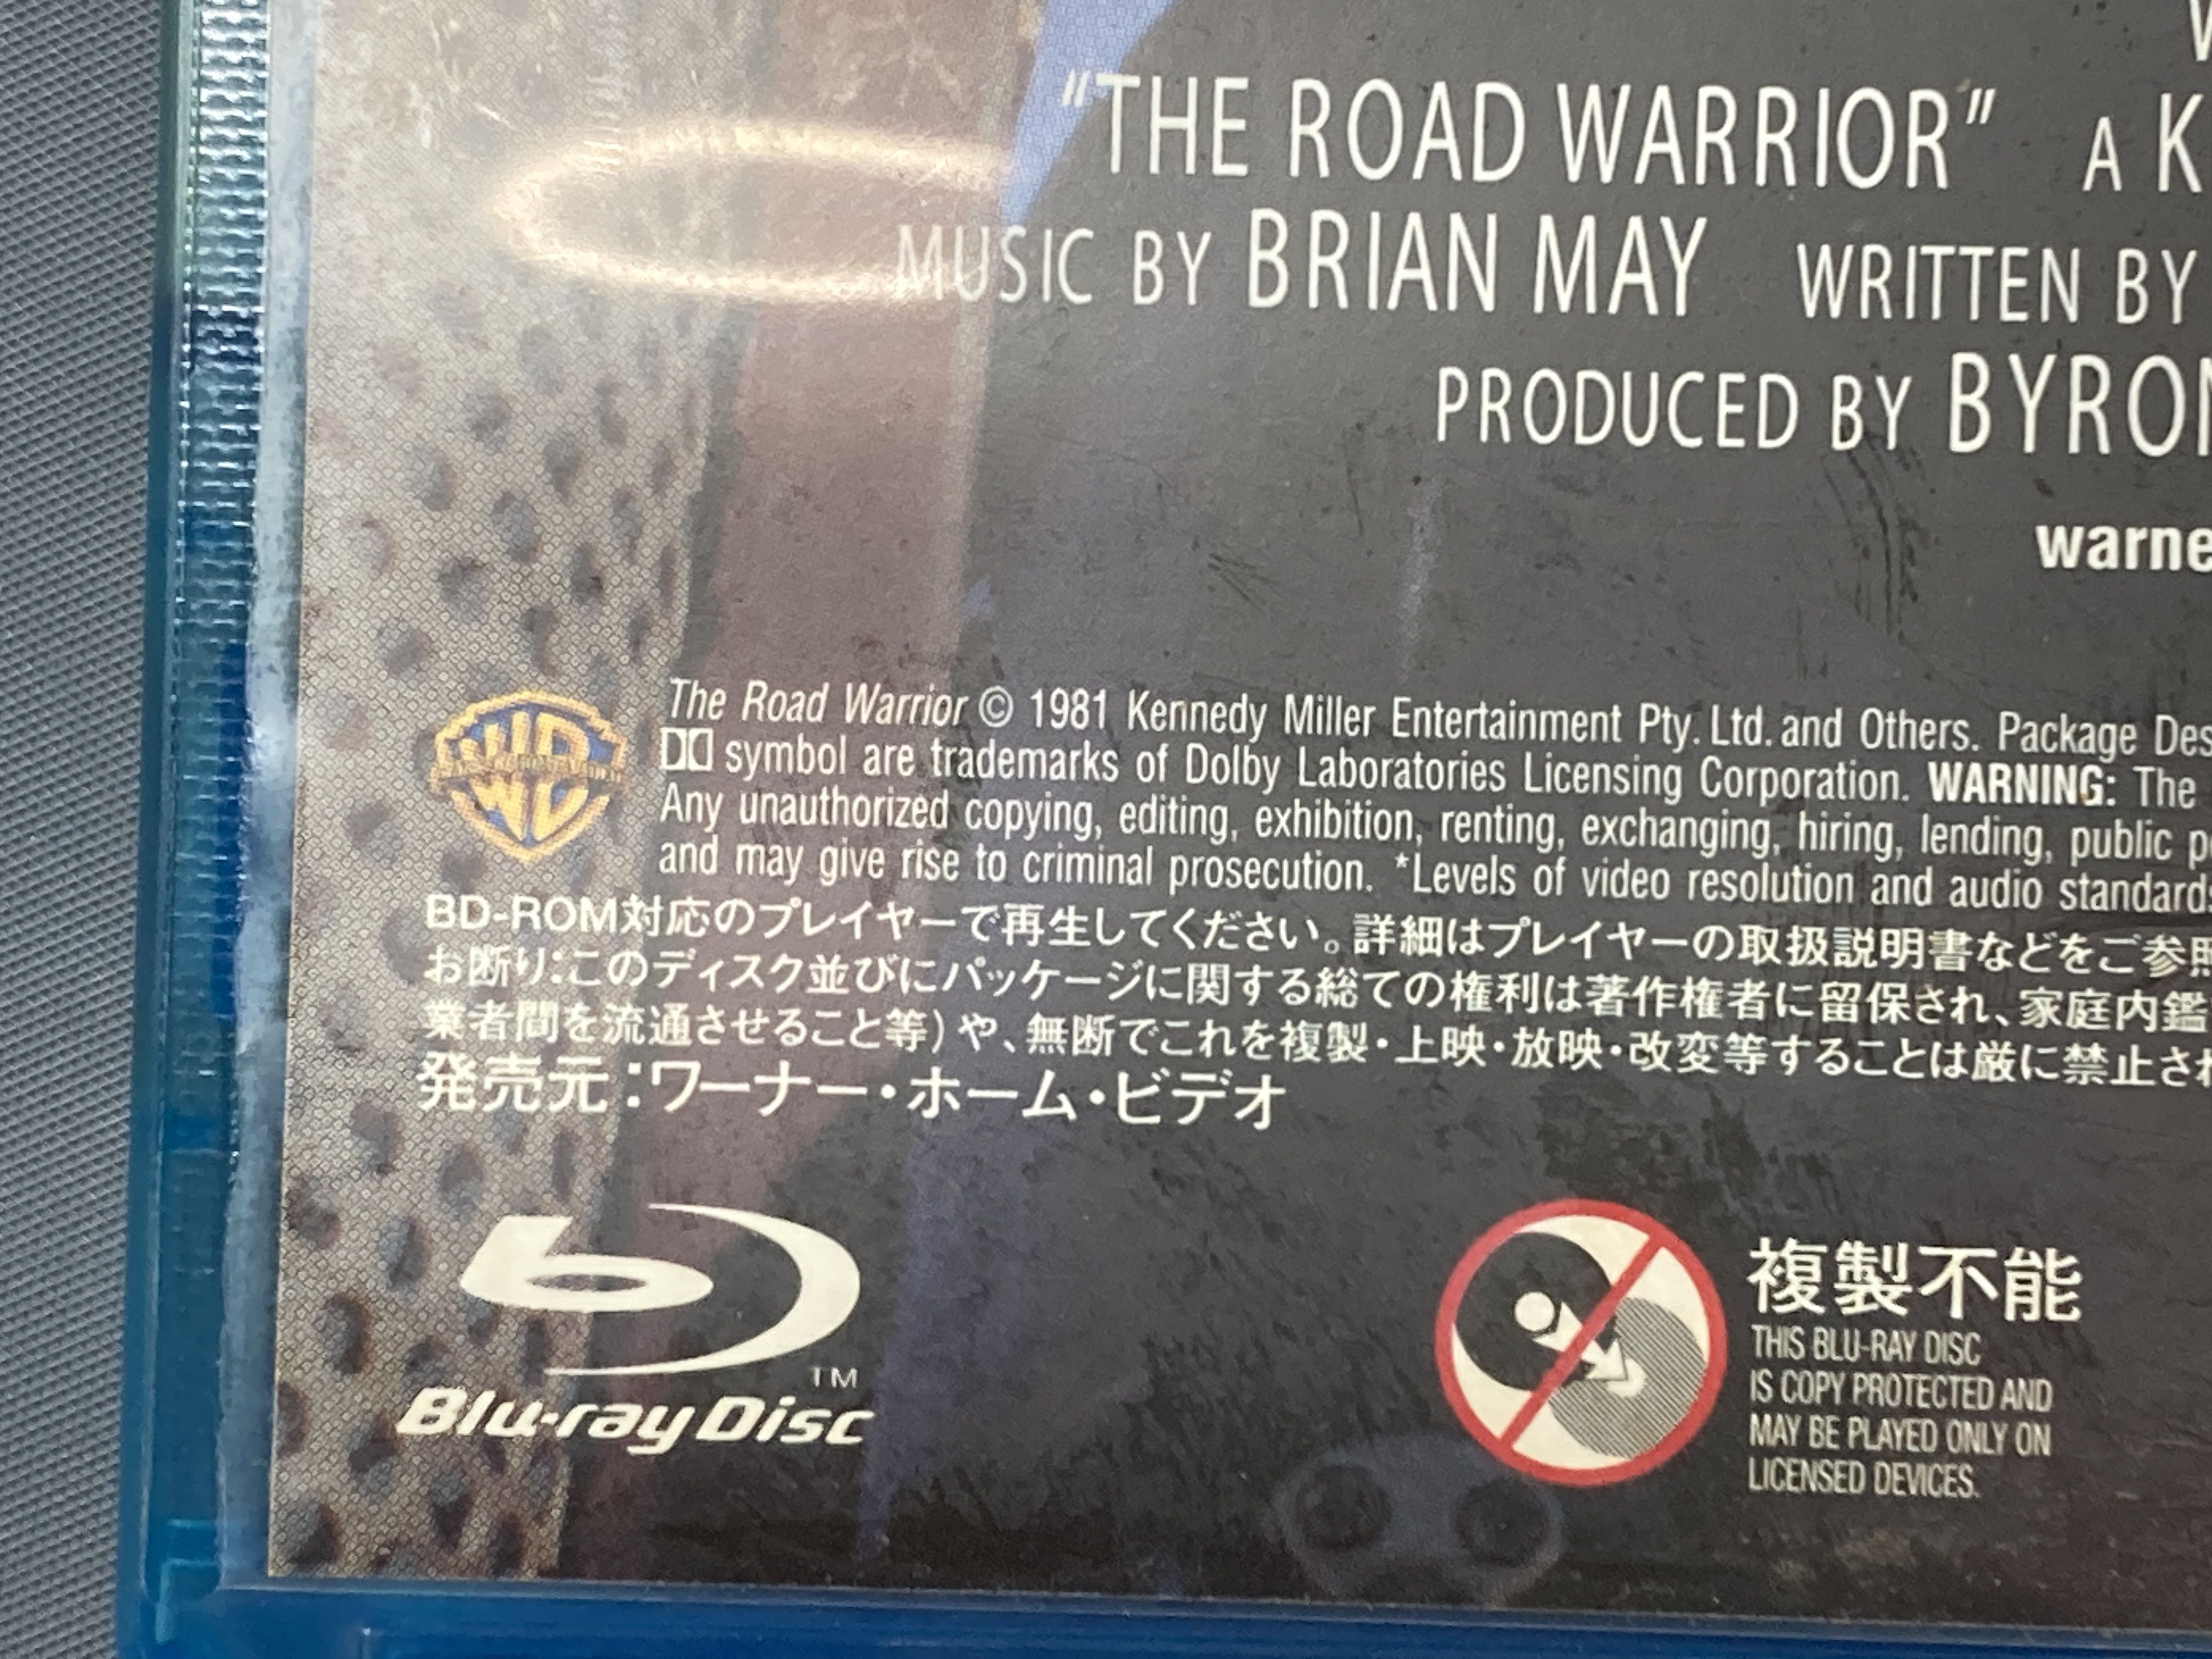 "THE ROAD WARRIOR" A
MUSIC BY BRIAN MAY WRITTEN BY
PRODUCED BY BYRON
warne
The Road Warrior © 1981 Kennedy Miller Entertainment Pty. Ltd. and Others. Package Des
symbol are trademarks of Dolby Laboratories Licensing Corporation. WARNING: The
Any unauthorized copying, editing, exhibition, renting, exchanging, hiring, lending, public
and may give rise to criminal prosecution. *Levels of video resolution and audio standards
BD-ROM対応のプレイヤーで再生してください。詳細はプレイヤーの取扱説明書などをご参照
お断り:このディスク並びにパッケージに関する総ての権利は著作権者に留保され、家庭内鑑
業者間を流通させること等)や、無断でこれを複製・上映・放映・改変等することは厳に禁止され
発売元:ワーナー・ホーム・ビデオ
Blu-ray Disc TM
複製不能
THIS BLU-RAY DISC
IS COPY PROTECTED AND
MAY BE PLAYED ONLY ON
LICENSED DEVICES.